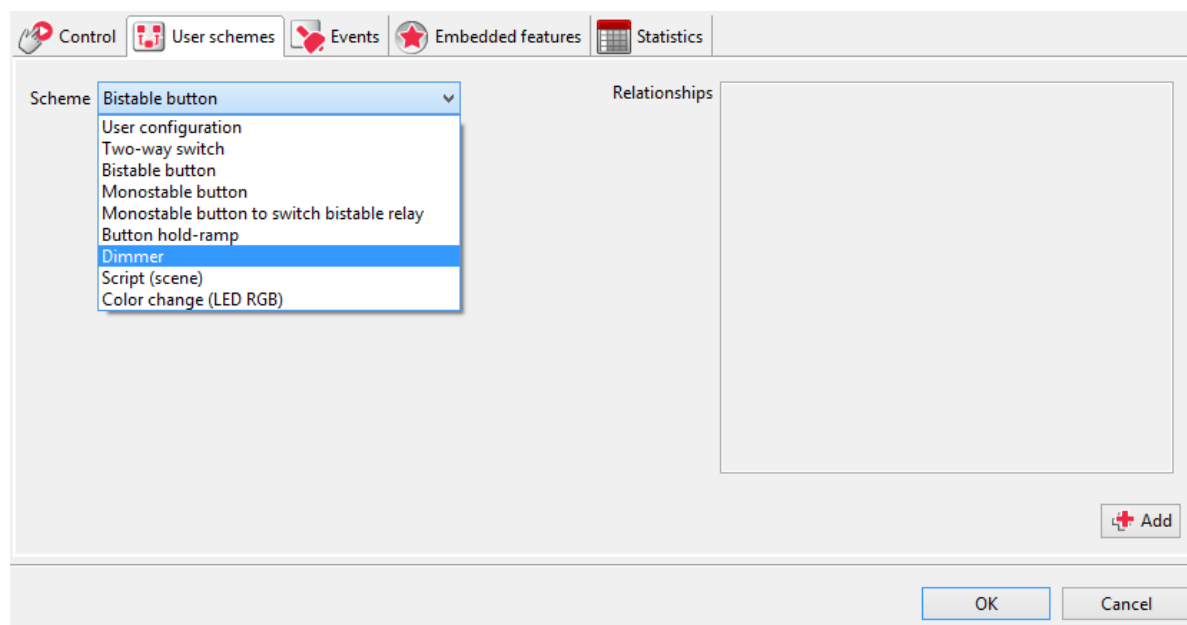 Control User schemes Events Embedded features Statistics
Scheme Bistable button Relationships
User configuration
Two-way switch
Bistable button
Monostable button
Monostable button to switch bistable relay
Button hold-ramp
Dimmer
Script (scene)
Color change (LED RGB)
Add
OK Cancel